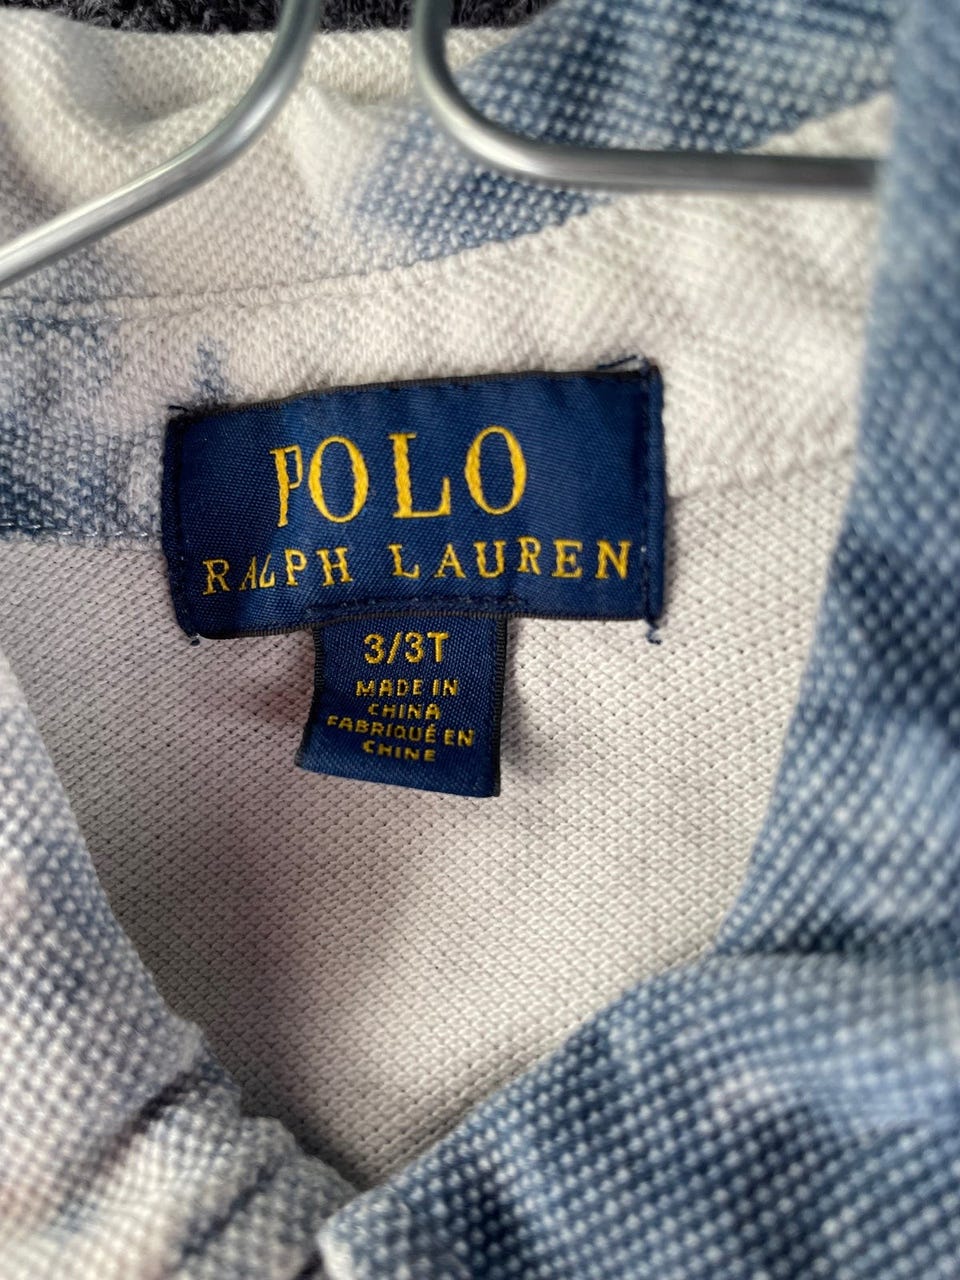 POLO
RALPH LAUREN
3/3T
MADE IN
CHINA
FABRIQUÉ EN
CHINE